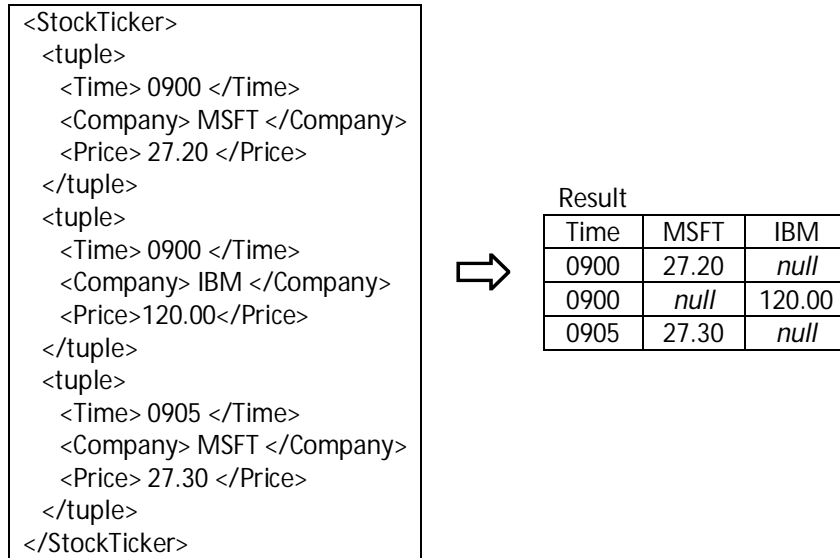 <StockTicker>
<tuple>
<Time> 0900 </Time>
<Company> MSFT </Company>
<Price> 27.20 </Price>
</tuple>
<tuple>
<Time> 0900 </Time>
<Company> IBM </Company>
<Price>120.00</Price>
</tuple>
<tuple>
<Time> 0905 </Time>
<Company> MSFT </Company>
<Price> 27.30 </Price>
</tuple>
</StockTicker>
Result
Time MSFT IBM
0900 27.20 null
0900 null 120.00
0905 27.30 null